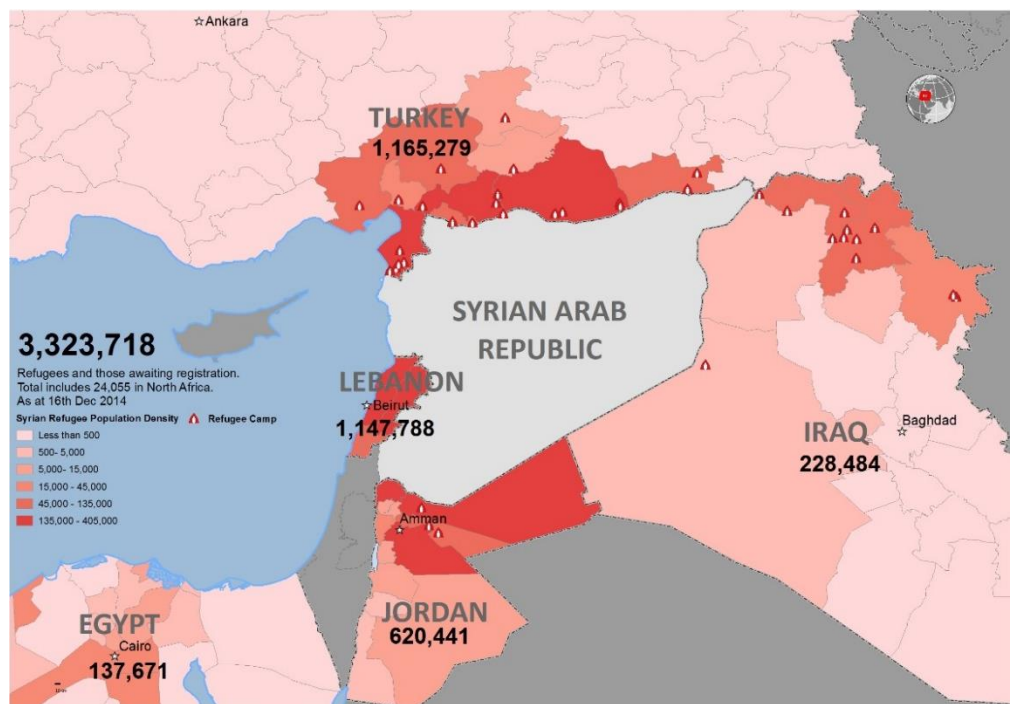 Ankara
TURKEY
1,165,279
SYRIAN ARAB
REPUBLIC
3,323,718
Refugees and those awaiting registration.
Total includes 24,055 in North Africa.
As at 16th Dec 2014
Syrian Refugee Population Density
Refugee Camp
Less than 500
500- 5,000
5,000- 15,000
15,000 - 45,000
45,000 - 135,000
135,000 - 405,000
LEBANON
Beirut
1,147,788
Baghdad
IRAQ
228,484
Amman
JORDAN
620,441
EGYPT
Cairo
137,671